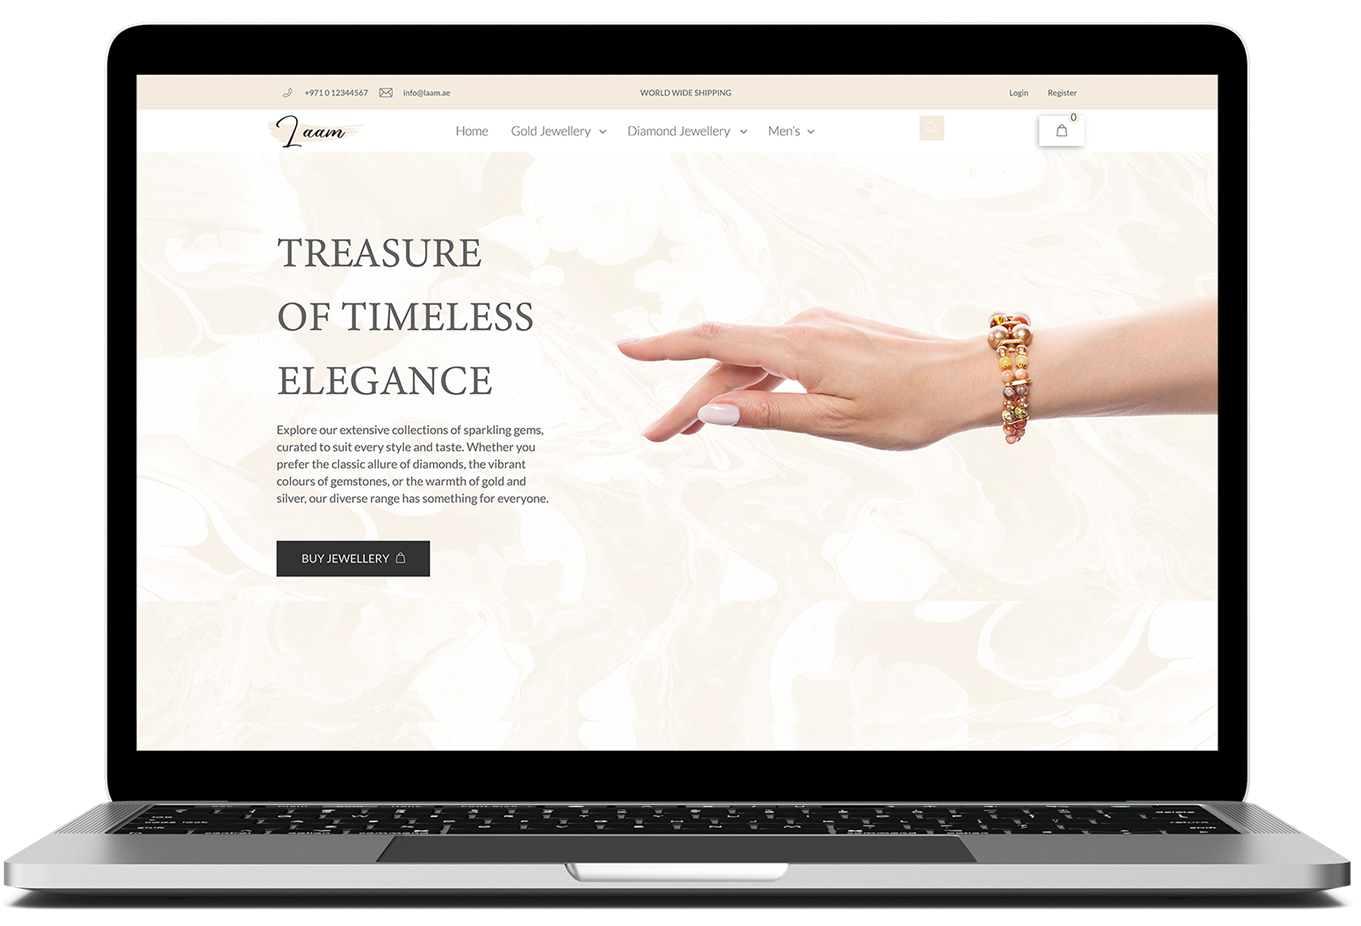 +971 0 12344567 info@laam.ae WORLD WIDE SHIPPING Login Register
Laam Home Gold Jewellery Diamond Jewellery Men's 0
TREASURE
OF TIMELESS
ELEGANCE
Explore our extensive collections of sparkling gems,
curated to suit every style and taste. Whether you
prefer the classic allure of diamonds, the vibrant
colours of gemstones, or the warmth of gold and
silver, our diverse range has something for everyone.
BUY JEWELLERY